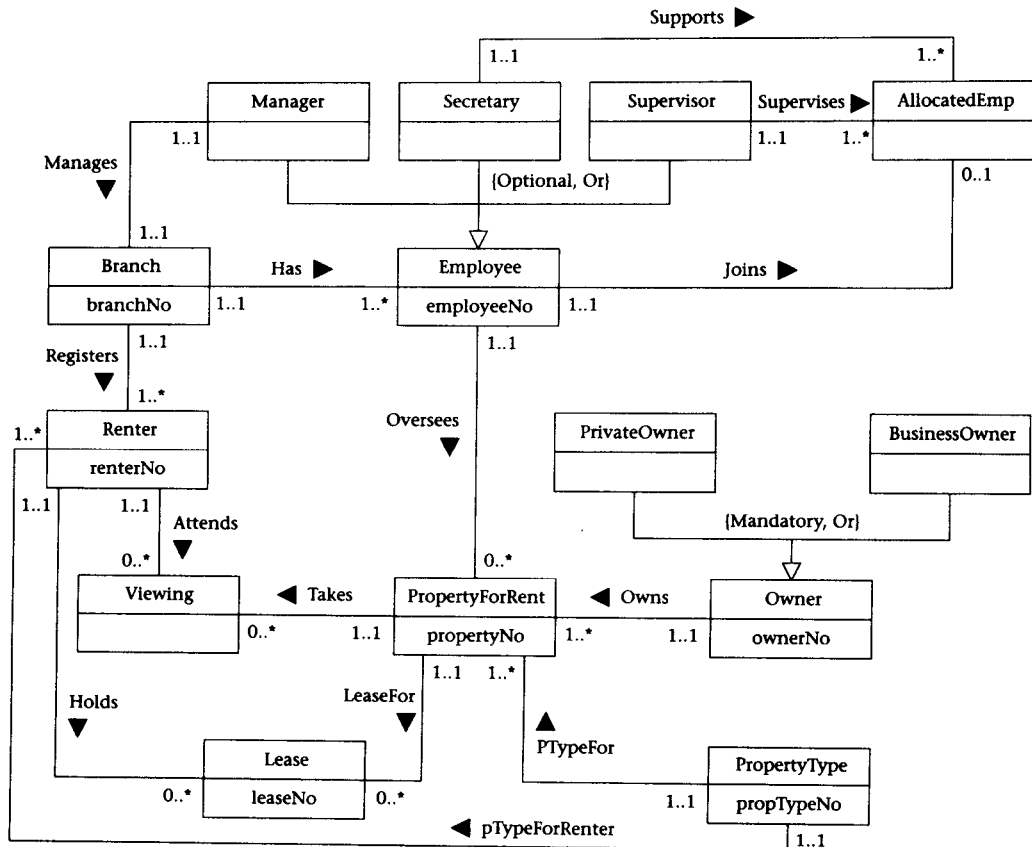 Supports ►
1..1
1..*
Manager
Secretary
Supervisor
Supervises ►
AllocatedEmp
1..1
1..1
1..*
Manages
▼
{Optional, Or}
0..1
1..1
Branch
Has ►
Employee
Joins ►
branchNo
1..1
1..*
employeeNo
1..1
1..1
1..1
Registers
▼
1..*
1..*
Renter
Oversees
▼
PrivateOwner
BusinessOwner
renterNo
1..1
1..1
Attends
▼
{Mandatory, Or}
0..*
0..*
Viewing
◄ Takes
PropertyForRent
◄ Owns
Owner
0..*
1..1
propertyNo
1..*
1..1
ownerNo
1..1
1..*
Holds
▼
LeaseFor
▼
▲
PTypeFor
Lease
PropertyType
0..*
leaseNo
0..*
1..1
propTypeNo
◄ pTypeForRenter
1..1